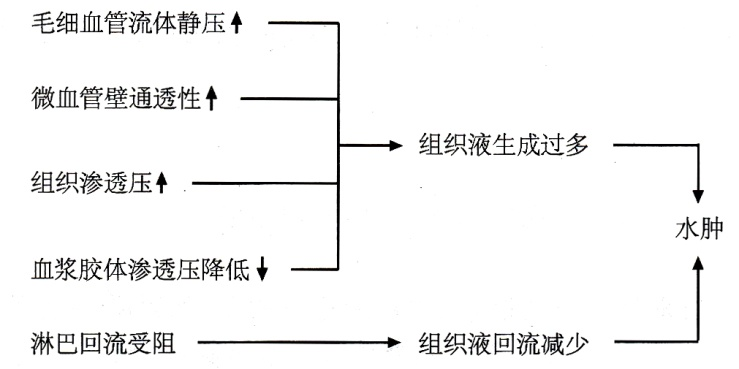 毛细血管流体静压↑
微血管壁通透性↑
组织液生成过多
组织渗透压↑
水肿
血浆胶体渗透压降低↓
淋巴回流受阻
组织液回流减少